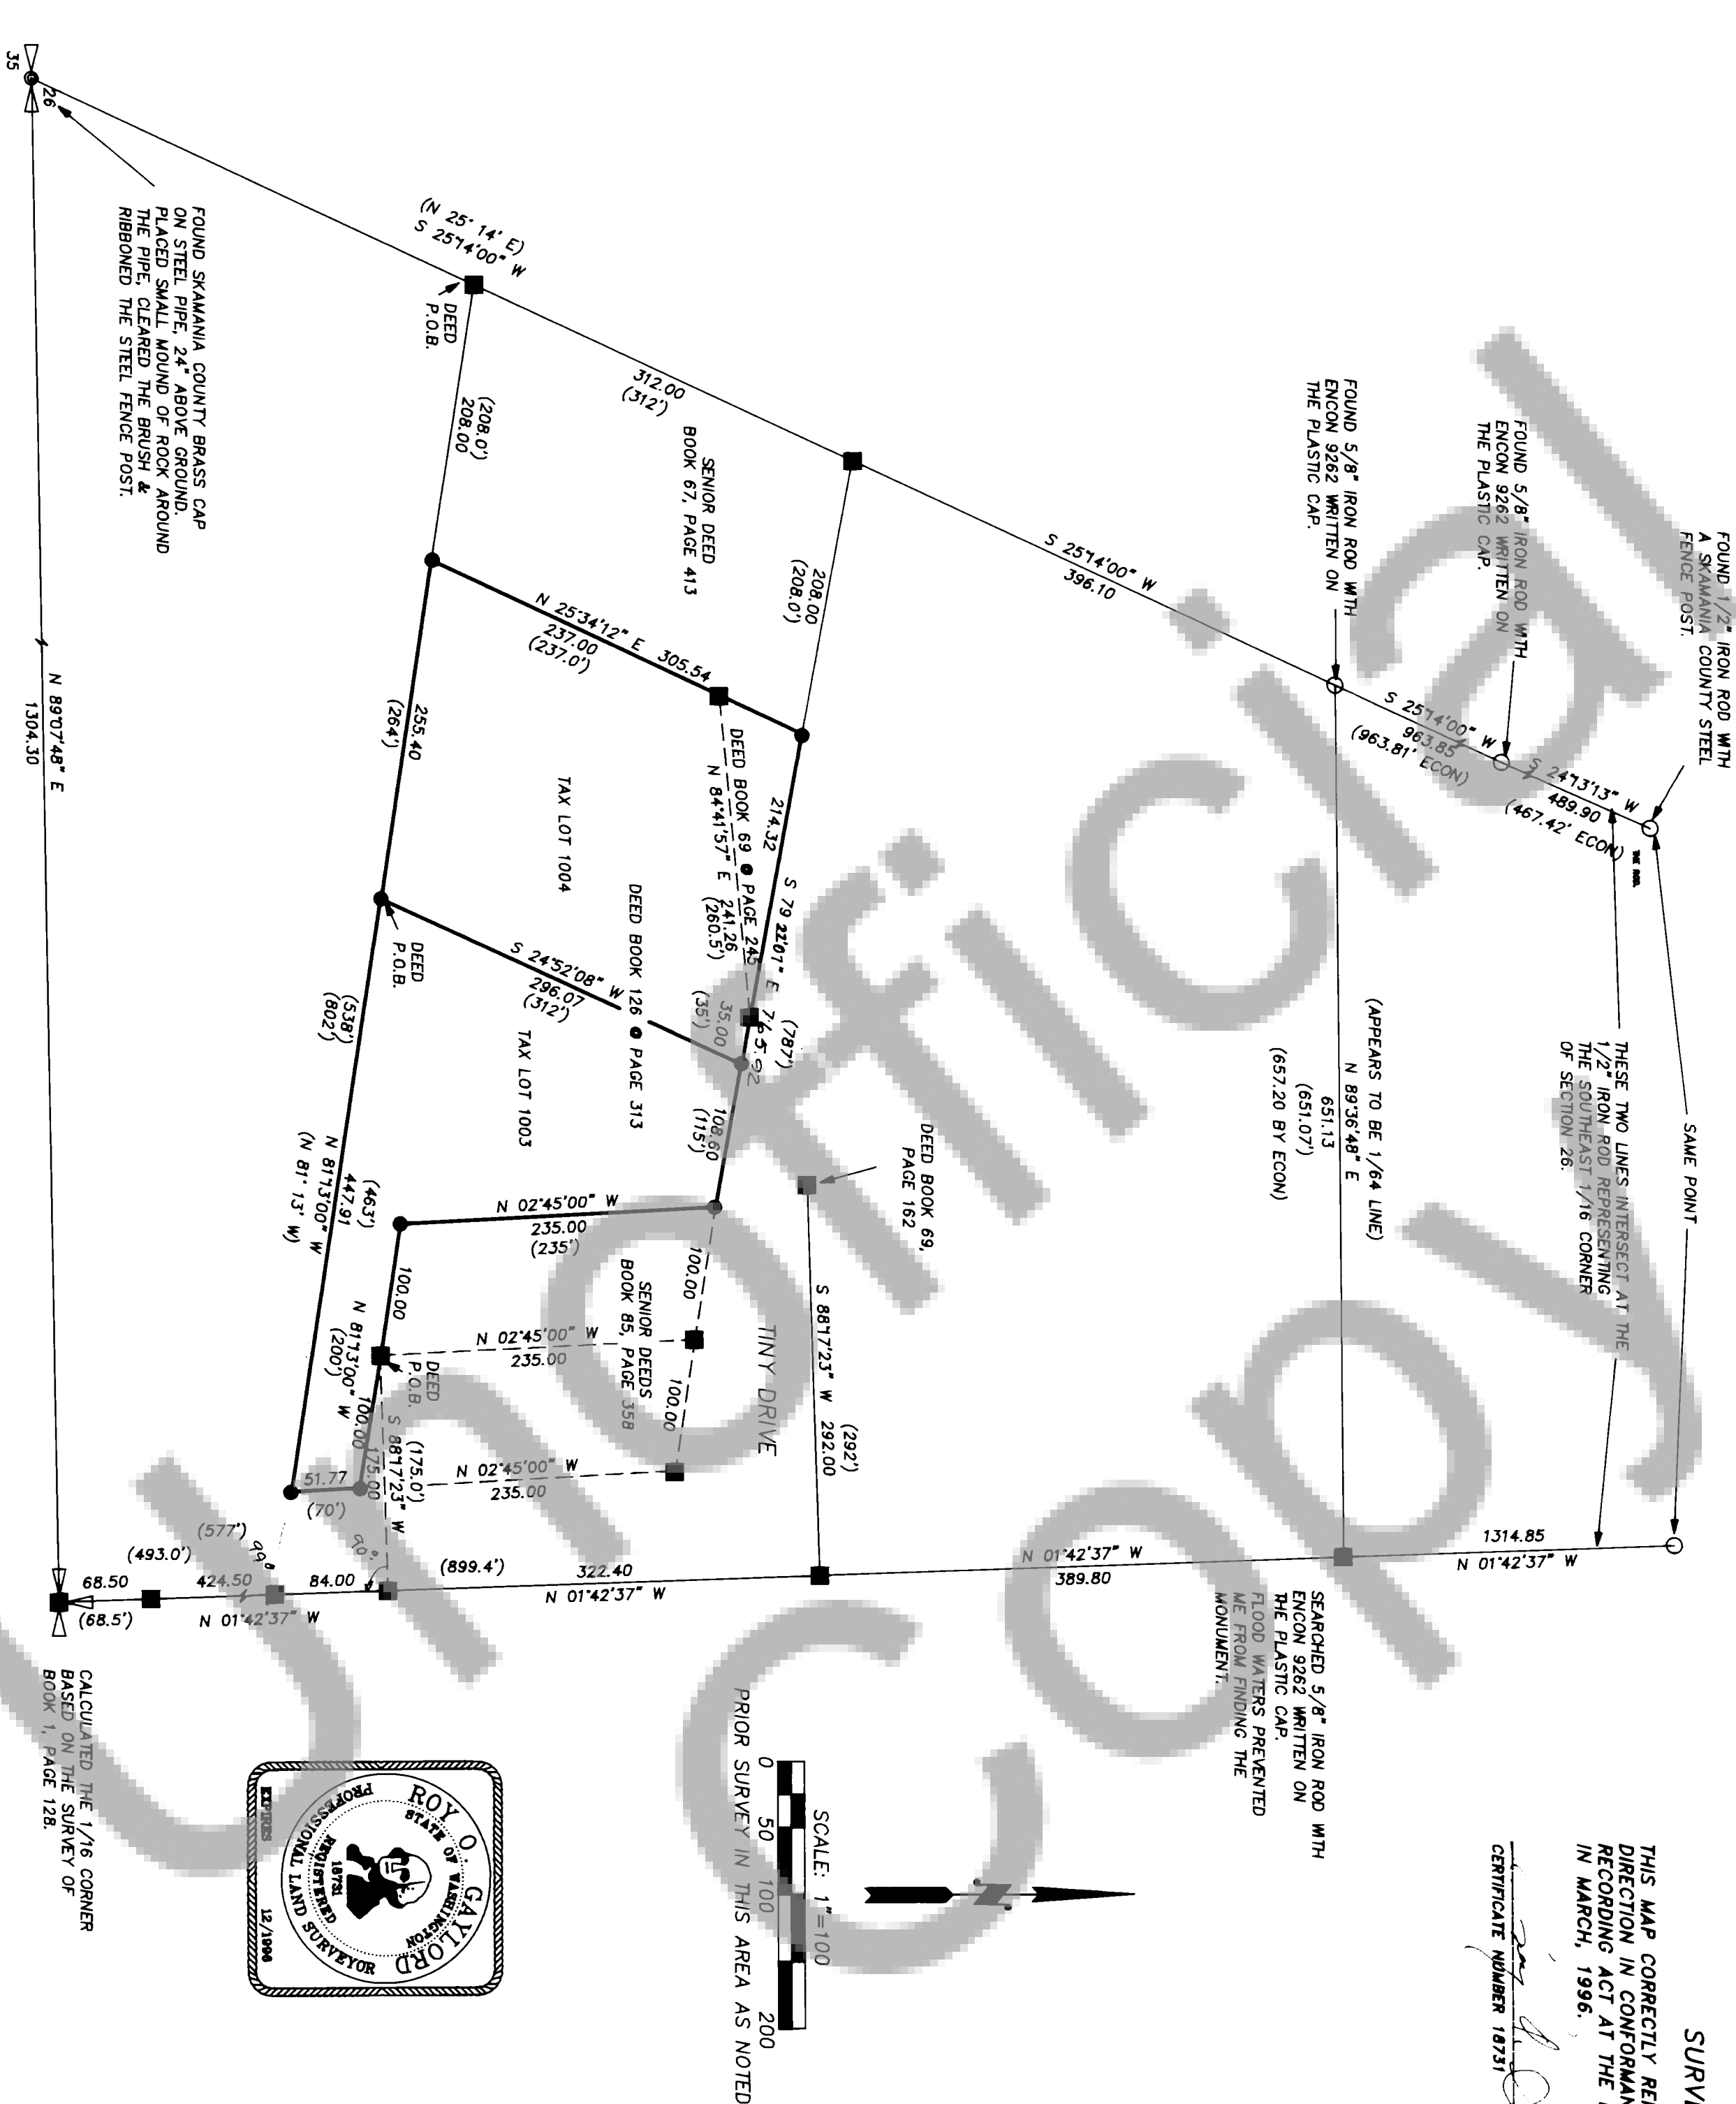 FOUND 1/2" IRON ROD WITH
A SKAMANIA COUNTY STEEL
FENCE POST.
FOUND 5/8" IRON ROD WITH
ENCON 9262 WRITTEN ON
THE PLASTIC CAP.
FOUND 5/8" IRON ROD WITH
ENCON 9262 WRITTEN ON
THE PLASTIC CAP.
S 24°13'13" W
489.90
(467.42' ECON)
THE ROD.
S 25°14'00" W
963.85
(963.81' ECON)
SAME POINT
THESE TWO LINES INTERSECT AT THE
1/2" IRON ROD REPRESENTING
THE SOUTHEAST 1/16 CORNER
OF SECTION 26.
1314.85
N 01°42'37" W
S 25°14'00" W
396.10
(APPEARS TO BE 1/64 LINE)
N 89°36'48" E
651.13
(651.07')
(657.20 BY ECON)
N 01°42'37" W
389.80
SEARCHED 5/8" IRON ROD WITH
ENCON 9262 WRITTEN ON
THE PLASTIC CAP.
FLOOD WATERS PREVENTED
ME FROM FINDING THE
MONUMENT.
DEED BOOK 69,
PAGE 162
(292')
S 88°17'23" W 292.00
TINY DRIVE
208.00
(208.0')
312.00
(312')
SENIOR DEED
BOOK 67, PAGE 413
(N 25° 14' E)
S 25°14'00" W
DEED
P.O.B.
(208.0')
208.00
N 25°34'12" E 305.54
237.00
(237.0')
214.32
S 79°22'07" E 765.92
(787')
DEED BOOK 69 @ PAGE 245
N 84°41'57" E 241.26
(260.5')
35.00
(35')
108.60
(115')
DEED BOOK 126 @ PAGE 313
TAX LOT 1004
TAX LOT 1003
S 24°52'08" W
296.07
(312')
255.40
(264')
DEED
P.O.B.
(538')
(802')
(463')
447.91
N 81°13'00" W
(N 81° 13' W)
N 02°45'00" W
235.00
(235')
100.00
100.00
SENIOR DEEDS
BOOK 85, PAGE 358
N 02°45'00" W
235.00
N 02°45'00" W
235.00
100.00
DEED
P.O.B.
N 81°13'00" W
(200')
100.00
(175.0')
S 88°17'23" W
175.00
51.77
(70')
90°
99°
(899.4')
322.40
N 01°42'37" W
(577')
(493.0')
68.50
(68.5')
424.50
84.00
N 01°42'37" W
35
26
FOUND SKAMANIA COUNTY BRASS CAP
ON STEEL PIPE, 24" ABOVE GROUND.
PLACED SMALL MOUND OF ROCK AROUND
THE PIPE, CLEARED THE BRUSH &
RIBBONED THE STEEL FENCE POST.
N 89°07'48" E
1304.30
CALCULATED THE 1/16 CORNER
BASED ON THE SURVEY OF
BOOK 1, PAGE 128.
N
SCALE: 1"=100
0 50 100 200
PRIOR SURVEY IN THIS AREA AS NOTED
ROY O. GAYLORD
STATE OF WASHINGTON
18731
REGISTERED
PROFESSIONAL LAND SURVEYOR
EXPIRES 12/1996
SURVE
THIS MAP CORRECTLY RE
DIRECTION IN CONFORMAN
RECORDING ACT AT THE
IN MARCH, 1996.
CERTIFICATE NUMBER 18731
Unofficial
Copy